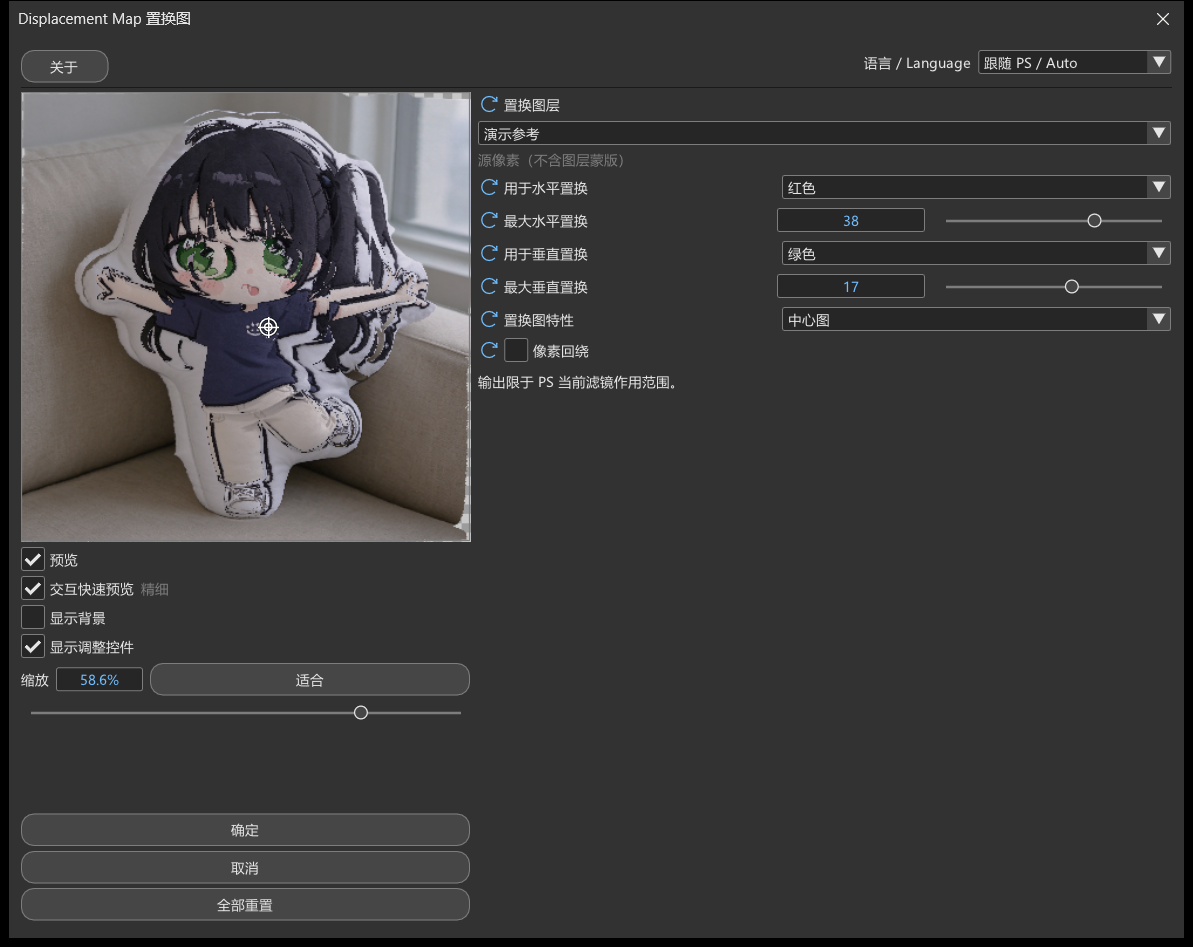 Displacement Map 置换图
关于
语言 / Language 跟随 PS / Auto
置换图层
演示参考
源像素（不含图层蒙版）
用于水平置换 红色
最大水平置换 38
用于垂直置换 绿色
最大垂直置换 17
置换图特性 中心图
像素回绕
输出限于 PS 当前滤镜作用范围。
预览
交互快速预览 精细
显示背景
显示调整控件
缩放 58.6% 适合
确定
取消
全部重置